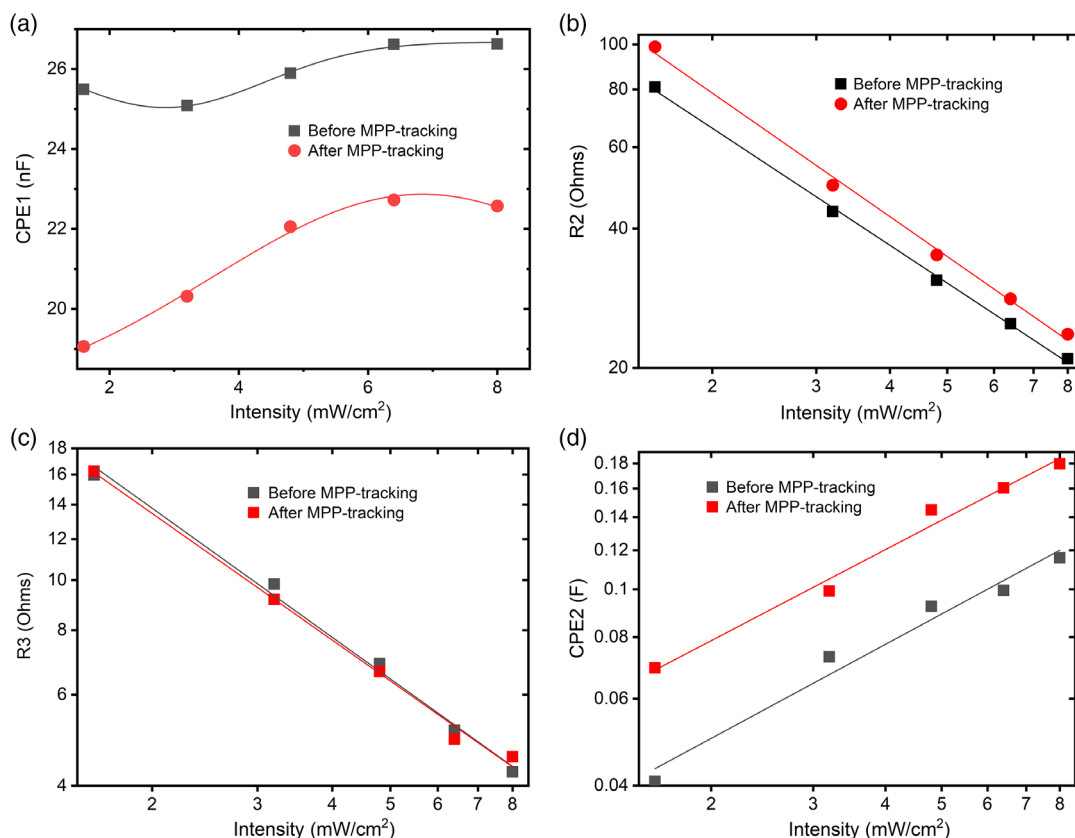 (a)
26
24
22
20
CPE1 (nF)
Before MPP-tracking
After MPP-tracking
2 4 6 8
Intensity (mW/cm²)
(b)
100
80
60
40
20
R2 (Ohms)
Before MPP-tracking
After MPP-tracking
2 3 4 5 6 7 8
Intensity (mW/cm²)
(c)
18
16
14
12
10
8
6
4
R3 (Ohms)
Before MPP-tracking
After MPP-tracking
2 3 4 5 6 7 8
Intensity (mW/cm²)
(d)
0.18
0.16
0.14
0.12
0.1
0.08
0.06
0.04
CPE2 (F)
Before MPP-tracking
After MPP-tracking
2 3 4 5 6 7 8
Intensity (mW/cm²)